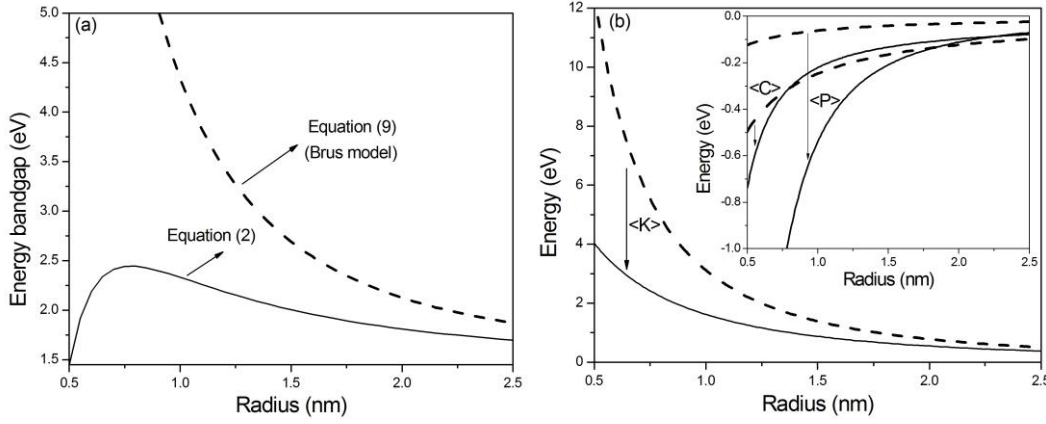 (a)
5.0
4.5
4.0
3.5
3.0
2.5
2.0
1.5
Energy bandgap (eV)
Equation (9)
(Brus model)
Equation (2)
0.5 1.0 1.5 2.0 2.5
Radius (nm)
(b)
12
10
8
6
4
2
0
Energy (eV)
<K>
0.5 1.0 1.5 2.0 2.5
Radius (nm)
0.0
-0.2
-0.4
-0.6
-0.8
-1.0
Energy (eV)
<C>
<P>
0.5 1.0 1.5 2.0 2.5
Radius (nm)